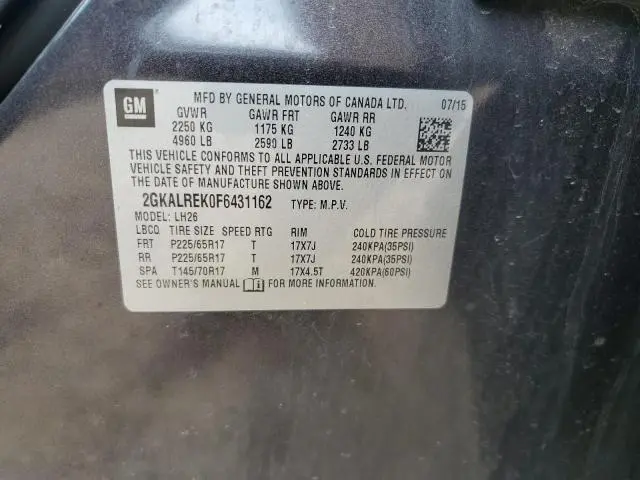 GM
MFD BY GENERAL MOTORS OF CANADA LTD. 07/15
GVWR GAWR FRT GAWR RR
2250 KG 1175 KG 1240 KG
4960 LB 2590 LB 2733 LB
THIS VEHICLE CONFORMS TO ALL APPLICABLE U.S. FEDERAL MOTOR
VEHICLE SAFETY AND THEFT PREVENTION STANDARDS IN EFFECT ON
THE DATE OF MANUFACTURE SHOWN ABOVE.
2GKALREK0F6431162 TYPE: M.P.V.
MODEL: LH26
LBCQ TIRE SIZE SPEED RTG RIM COLD TIRE PRESSURE
FRT P225/65R17 T 17X7J 240KPA(35PSI)
RR P225/65R17 T 17X7J 240KPA(35PSI)
SPA T145/70R17 M 17X4.5T 420KPA(60PSI)
SEE OWNER'S MANUAL FOR MORE INFORMATION.